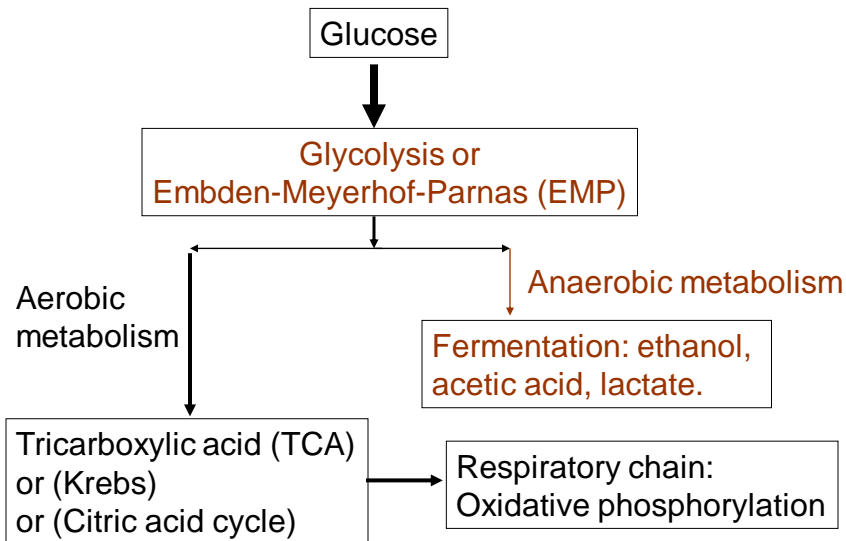 Glucose
Glycolysis or
Embden-Meyerhof-Parnas (EMP)
Aerobic
metabolism
Anaerobic metabolism
Fermentation: ethanol,
acetic acid, lactate.
Tricarboxylic acid (TCA)
or (Krebs)
or (Citric acid cycle)
Respiratory chain:
Oxidative phosphorylation